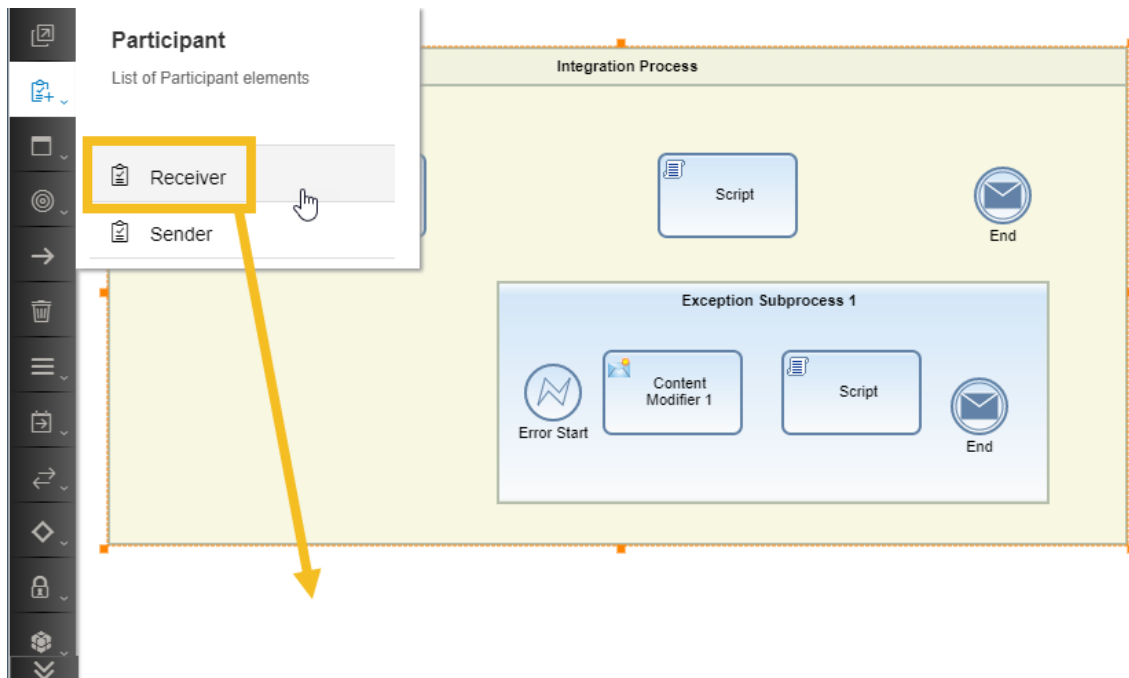 Participant
List of Participant elements
Receiver
Sender
Integration Process
Script
End
Exception Subprocess 1
Error Start
Content
Modifier 1
Script
End